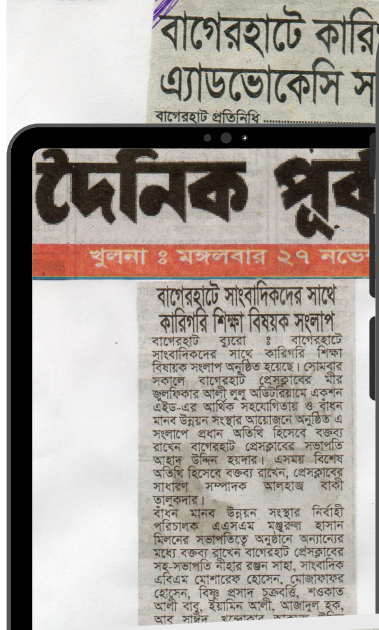 বাগেরহাটে কারি
এ্যাডভোকেসি স
বাগেরহাট প্রতিনিধি
দৈনিক পূর্ব
খুলনা ঃ মঙ্গলবার ২৭ নভে
বাগেরহাটে সাংবাদিকদের সাথে
কারিগরি শিক্ষা বিষয়ক সংলাপ
বাগেরহাট ব্যুরো ঃ বাগেরহাটে
সাংবাদিকদের সাথে কারিগরি শিক্ষা
বিষয়ক সংলাপ অনুষ্ঠিত হয়েছে। সোমবার
সকালে বাগেরহাট প্রেসক্লাবের মীর
জুলফিকার আলী লুলু অডিটরিয়ামে একশন
এইড-এর আর্থিক সহযোগিতায় ও বাঁধন
মানব উন্নয়ন সংস্থার আয়োজনে অনুষ্ঠিত এ
সংলাপে প্রধান অতিথি হিসেবে বক্তব্য
রাখেন বাগেরহাট প্রেসক্লাবের সভাপতি
আহাদ উদ্দিন হায়দার। এসময় বিশেষ
অতিথি হিসেবে বক্তব্য রাখেন, প্রেসক্লাবের
সাধারণ সম্পাদক আলহাজ্ব বাকী
তালুকদার।
বাঁধন মানব উন্নয়ন সংস্থার নির্বাহী
পরিচালক এএসএম মঞ্জুরুল হাসান
মিলনের সভাপতিত্বে অনুষ্ঠানে অন্যান্যের
মধ্যে বক্তব্য রাখেন বাগেরহাট প্রেসক্লাবের
সহ-সভাপতি নীহার রঞ্জন সাহা, সাংবাদিক
এবিএম মোশারেফ হোসেন, মোজাফফর
হোসেন, বিষ্ণু প্রসাদ চক্রবর্ত্তি, শওকাত
আলী বাবু, ইয়ামিন আলী, আজাদুল হক,
আবু সাঈদ,